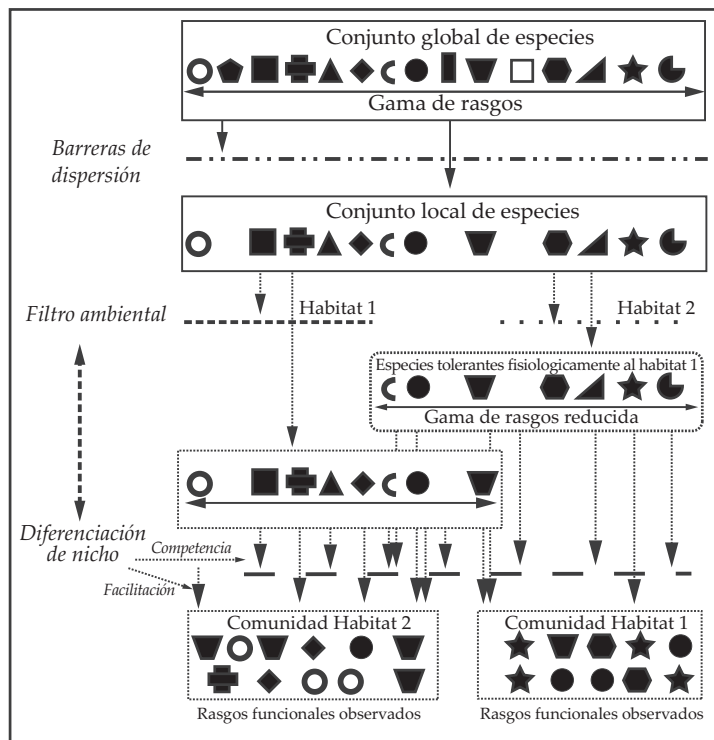 Conjunto global de especies
Gama de rasgos
Barreras de
dispersión
Conjunto local de especies
Filtro ambiental
Habitat 1
Habitat 2
Especies tolerantes fisiologicamente al habitat 1
Gama de rasgos reducida
Diferenciación
de nicho
Competencia
Facilitación
Comunidad Habitat 2
Comunidad Habitat 1
Rasgos funcionales observados
Rasgos funcionales observados